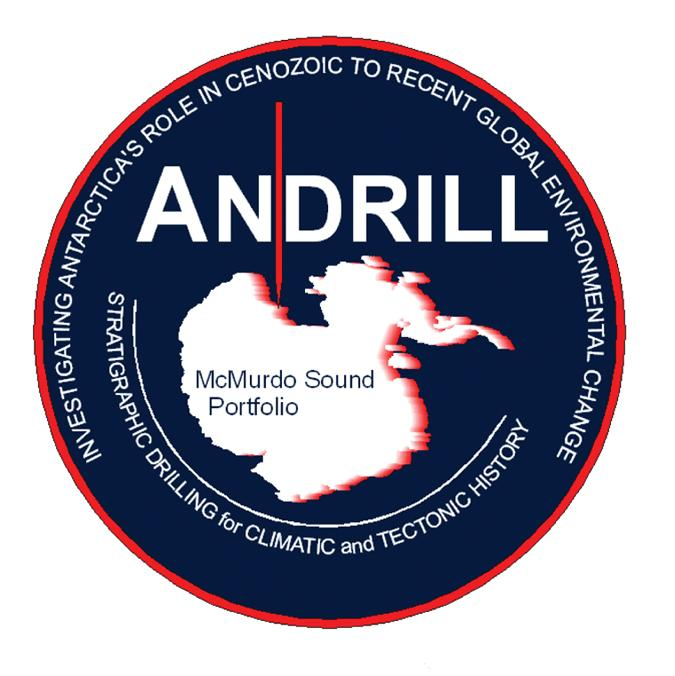 INVESTIGATING ANTARCTICA'S ROLE IN CENOZOIC TO RECENT GLOBAL ENVIRONMENTAL CHANGE
ANDRILL
McMurdo Sound
Portfolio
STRATIGRAPHIC DRILLING for CLIMATIC and TECTONIC HISTORY